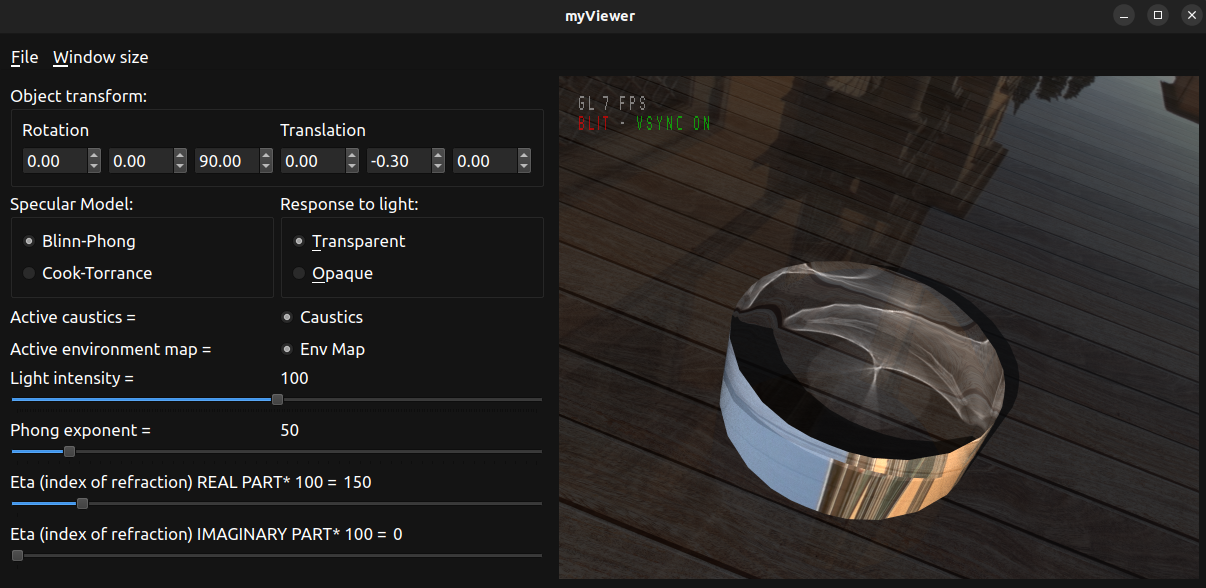 myViewer
File Window size
Object transform:
Rotation Translation
0.00 0.00 90.00 0.00 -0.30 0.00
Specular Model: Response to light:
Blinn-Phong Transparent
Cook-Torrance Opaque
Active caustics = Caustics
Active environment map = Env Map
Light intensity = 100
Phong exponent = 50
Eta (index of refraction) REAL PART* 100 = 150
Eta (index of refraction) IMAGINARY PART* 100 = 0
GL 7 FPS
BLIT - VSYNC ON